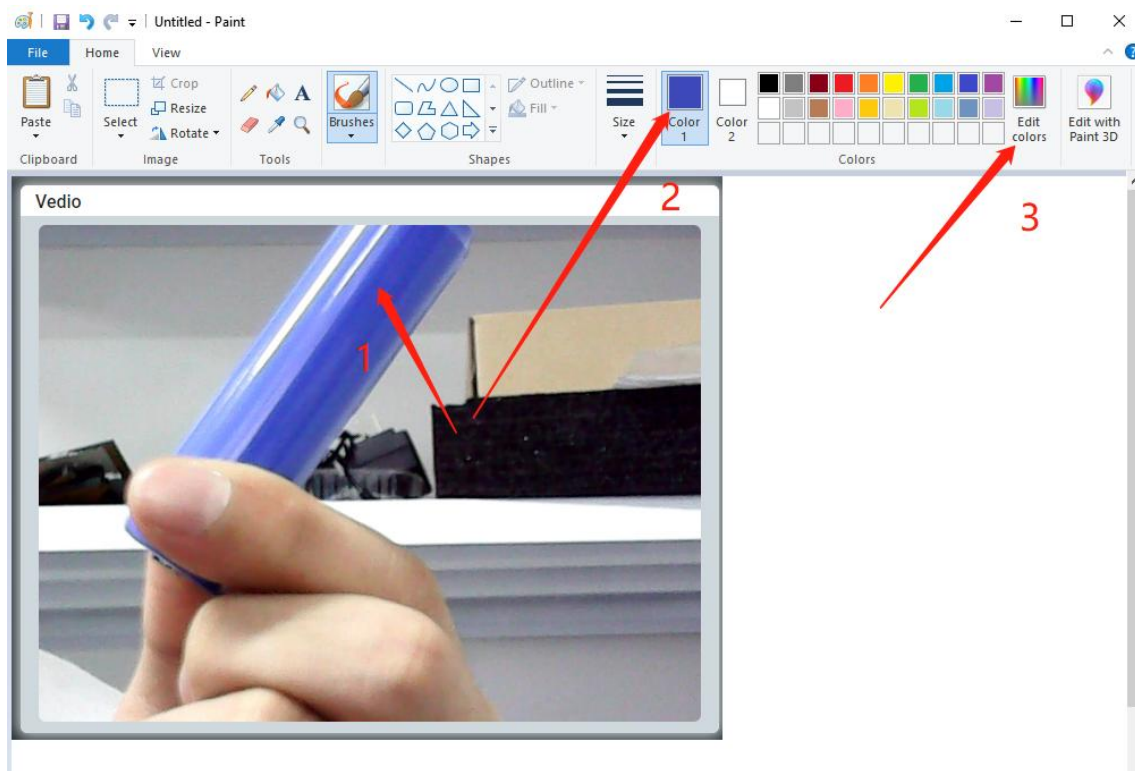 Untitled - Paint
File Home View
Paste
Clipboard
Select
Crop
Resize
Rotate
Image
Tools
Brushes
Outline
Fill
Shapes
Size
Color 1
Color 2
Colors
Edit colors
Edit with Paint 3D
Vedio
1
2
3